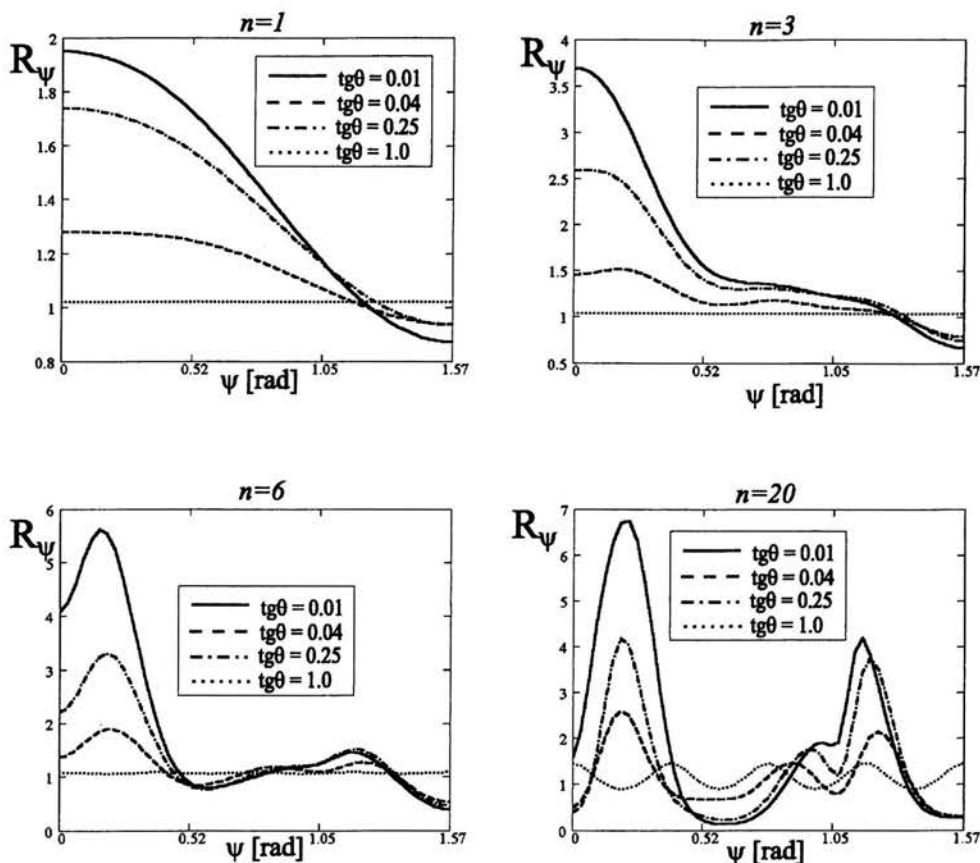 n=1
Rψ
2
1.8
1.6
1.4
1.2
1
0.8
tgθ = 0.01
tgθ = 0.04
tgθ = 0.25
tgθ = 1.0
0 0.52 1.05 1.57
ψ [rad]
n=3
Rψ
4
3.5
3
2.5
2
1.5
1
0.5
tgθ = 0.01
tgθ = 0.04
tgθ = 0.25
tgθ = 1.0
0 0.52 1.05 1.57
ψ [rad]
n=6
Rψ
6
5
4
3
2
1
0
tgθ = 0.01
tgθ = 0.04
tgθ = 0.25
tgθ = 1.0
0 0.52 1.05 1.57
ψ [rad]
n=20
Rψ
7
6
5
4
3
2
1
0
tgθ = 0.01
tgθ = 0.04
tgθ = 0.25
tgθ = 1.0
0 0.52 1.05 1.57
ψ [rad]